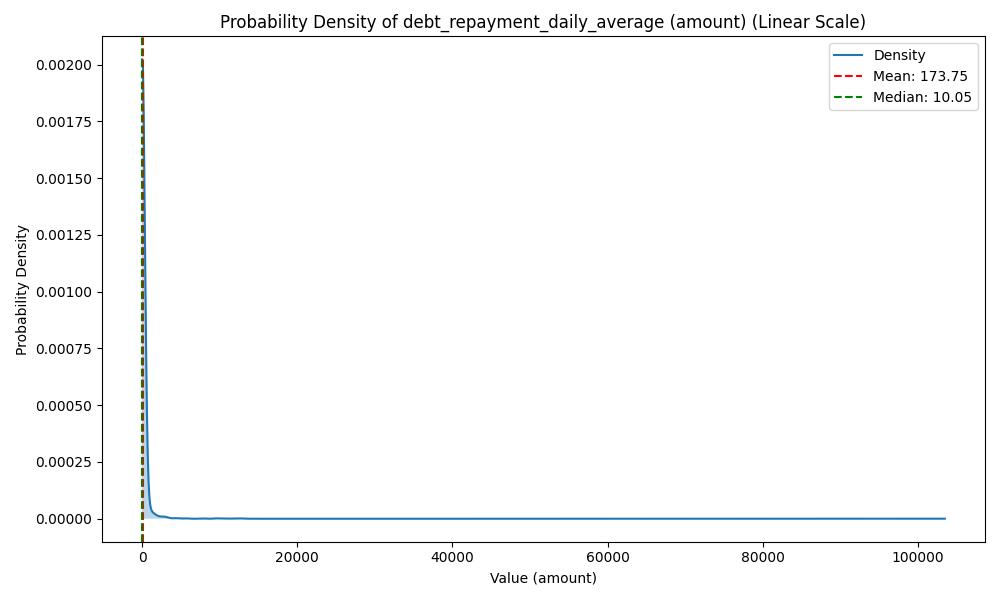 Probability Density of debt_repayment_daily_average (amount) (Linear Scale)
Density
Mean: 173.75
Median: 10.05
Probability Density
0.00200
0.00175
0.00150
0.00125
0.00100
0.00075
0.00050
0.00025
0.00000
0 20000 40000 60000 80000 100000
Value (amount)